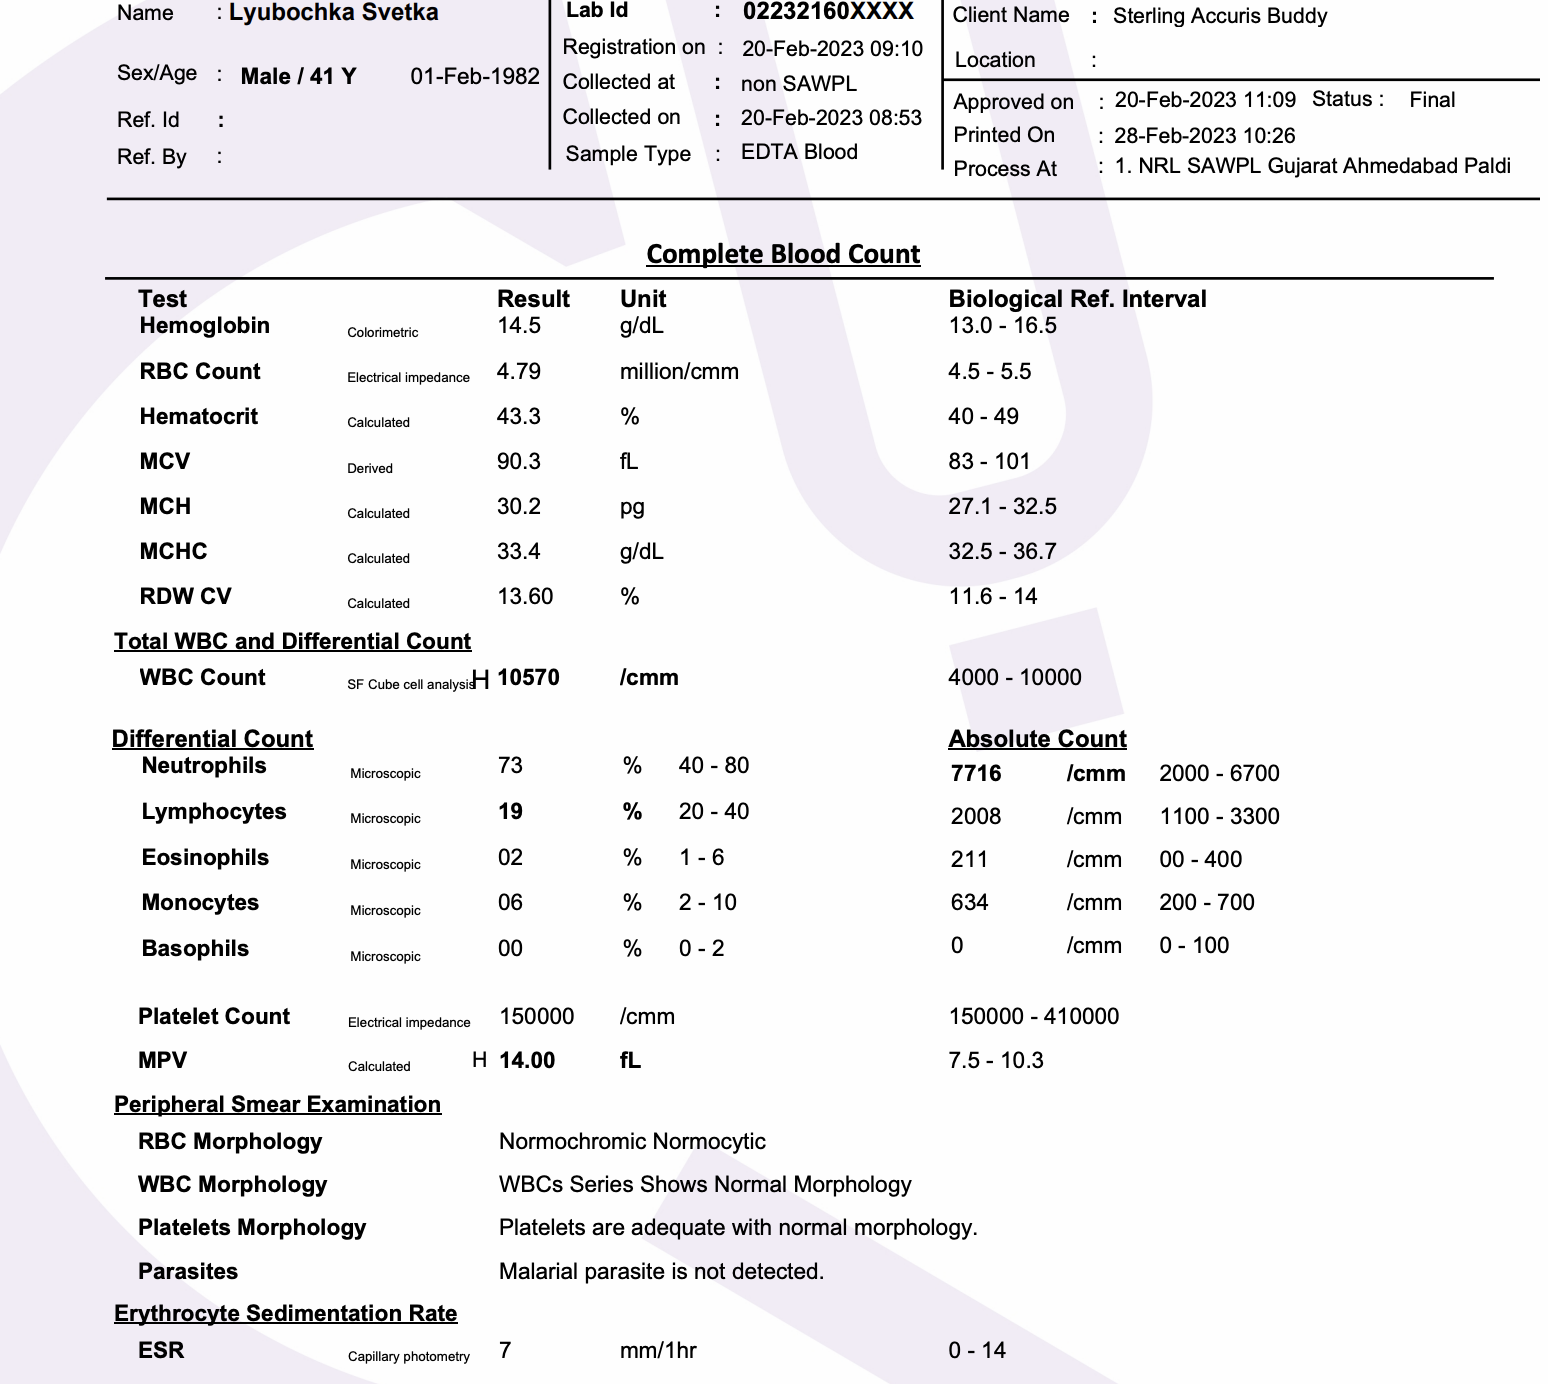 Name : Lyubochka Svetka
Sex/Age : Male / 41 Y 01-Feb-1982
Ref. Id :
Ref. By :
Lab Id : 02232160XXXX
Registration on : 20-Feb-2023 09:10
Collected at : non SAWPL
Collected on : 20-Feb-2023 08:53
Sample Type : EDTA Blood
Client Name : Sterling Accuris Buddy
Location :
Approved on : 20-Feb-2023 11:09 Status : Final
Printed On : 28-Feb-2023 10:26
Process At : 1. NRL SAWPL Gujarat Ahmedabad Paldi
Complete Blood Count
Test Result Unit Biological Ref. Interval
Hemoglobin Colorimetric 14.5 g/dL 13.0 - 16.5
RBC Count Electrical impedance 4.79 million/cmm 4.5 - 5.5
Hematocrit Calculated 43.3 % 40 - 49
MCV Derived 90.3 fL 83 - 101
MCH Calculated 30.2 pg 27.1 - 32.5
MCHC Calculated 33.4 g/dL 32.5 - 36.7
RDW CV Calculated 13.60 % 11.6 - 14
Total WBC and Differential Count
WBC Count SF Cube cell analysis H 10570 /cmm 4000 - 10000
Differential Count Absolute Count
Neutrophils Microscopic 73 % 40 - 80 7716 /cmm 2000 - 6700
Lymphocytes Microscopic 19 % 20 - 40 2008 /cmm 1100 - 3300
Eosinophils Microscopic 02 % 1 - 6 211 /cmm 00 - 400
Monocytes Microscopic 06 % 2 - 10 634 /cmm 200 - 700
Basophils Microscopic 00 % 0 - 2 0 /cmm 0 - 100
Platelet Count Electrical impedance 150000 /cmm 150000 - 410000
MPV Calculated H 14.00 fL 7.5 - 10.3
Peripheral Smear Examination
RBC Morphology Normochromic Normocytic
WBC Morphology WBCs Series Shows Normal Morphology
Platelets Morphology Platelets are adequate with normal morphology.
Parasites Malarial parasite is not detected.
Erythrocyte Sedimentation Rate
ESR Capillary photometry 7 mm/1hr 0 - 14